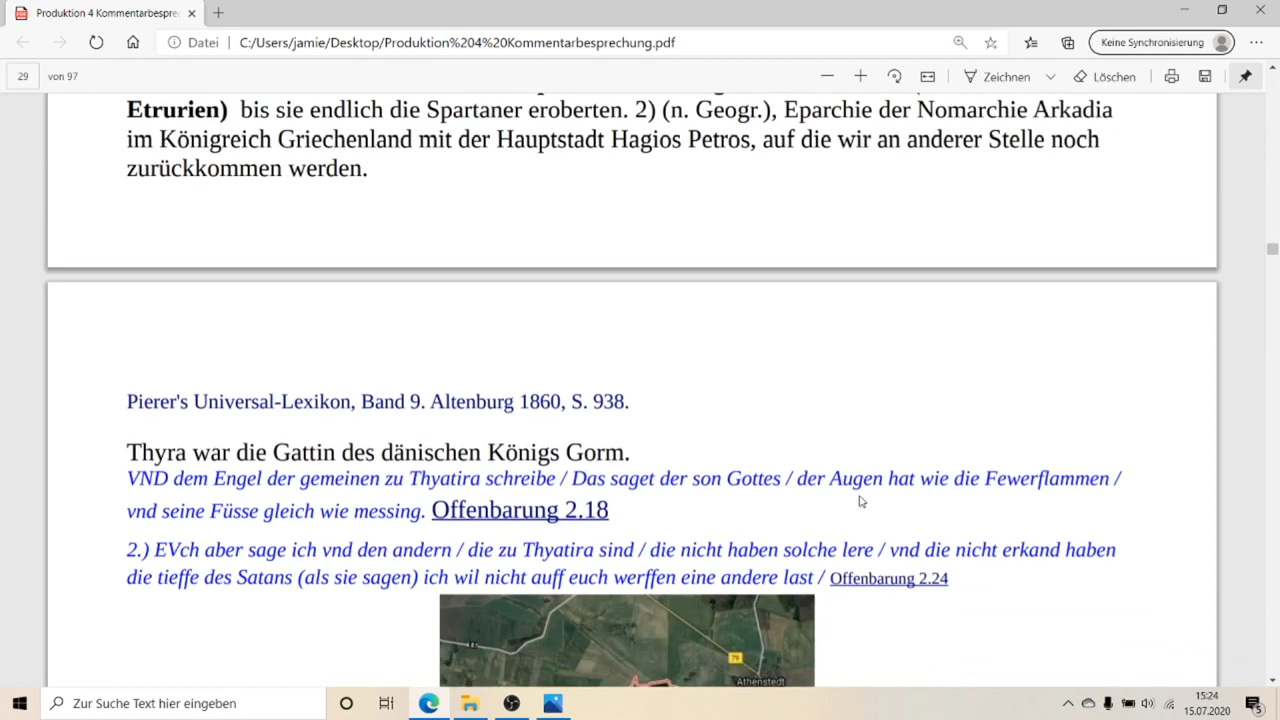 Produktion 4 Kommentarbespre
Datei
C:/Users/jamie/Desktop/Produktion%204%20Kommentarbesprechung.pdf
Keine Synchronisierung
29 von 97
Zeichnen
Löschen
Etrurien) bis sie endlich die Spartaner eroberten. 2) (n. Geogr.), Eparchie der Nomarchie Arkadia
im Königreich Griechenland mit der Hauptstadt Hagios Petros, auf die wir an anderer Stelle noch
zurückkommen werden.
Pierer's Universal-Lexikon, Band 9. Altenburg 1860, S. 938.
Thyra war die Gattin des dänischen Königs Gorm.
VND dem Engel der gemeinen zu Thyatira schreibe / Das saget der son Gottes / der Augen hat wie die Fewerflammen /
vnd seine Füsse gleich wie messing. Offenbarung 2.18
2.) EVch aber sage ich vnd den andern / die zu Thyatira sind / die nicht haben solche lere / vnd die nicht erkand haben
die tieffe des Satans (als sie sagen) ich wil nicht auff euch werffen eine andere last / Offenbarung 2.24
79
Athenstedt
Zur Suche Text hier eingeben
15:24
15.07.2020
5